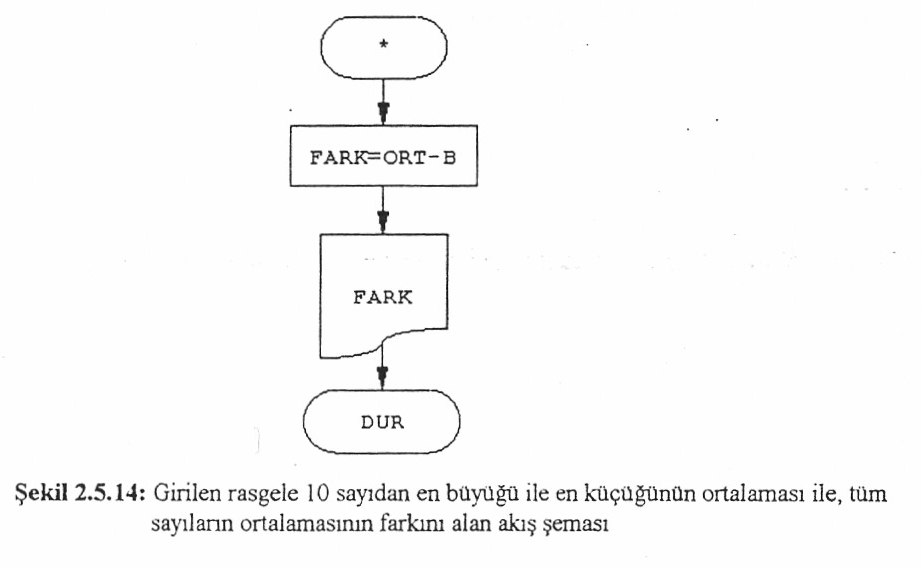 *
FARK=ORT-B
FARK
DUR
Şekil 2.5.14: Girilen rasgele 10 sayıdan en büyüğü ile en küçüğünün ortalaması ile, tüm
sayıların ortalamasının farkını alan akış şeması